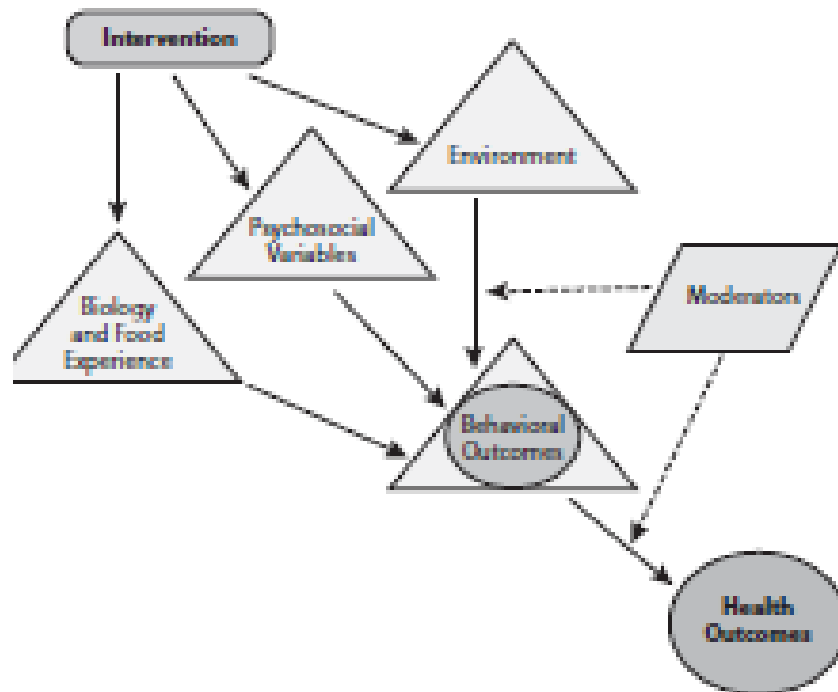 Intervention
Environment
Psychosocial
Variables
Biology
and Food
Experience
Moderators
Behavioral
Outcomes
Health
Outcomes